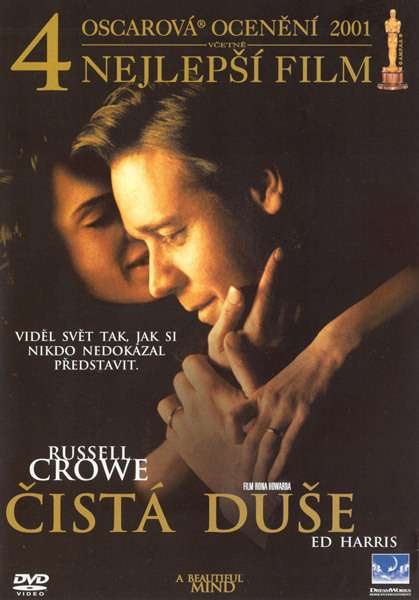 4
OSCAROVÁ® OCENĚNÍ 2001
VČETNĚ
NEJLEPŠÍ FILM
VIDĚL SVĚT TAK, JAK SI
NIKDO NEDOKÁZAL
PŘEDSTAVIT.
RUSSELL
CROWE
FILM RONA HOWARDA
ČISTÁ DUŠE
ED HARRIS
DVD
VIDEO
A BEAUTIFUL
MIND
DREAMWORKS